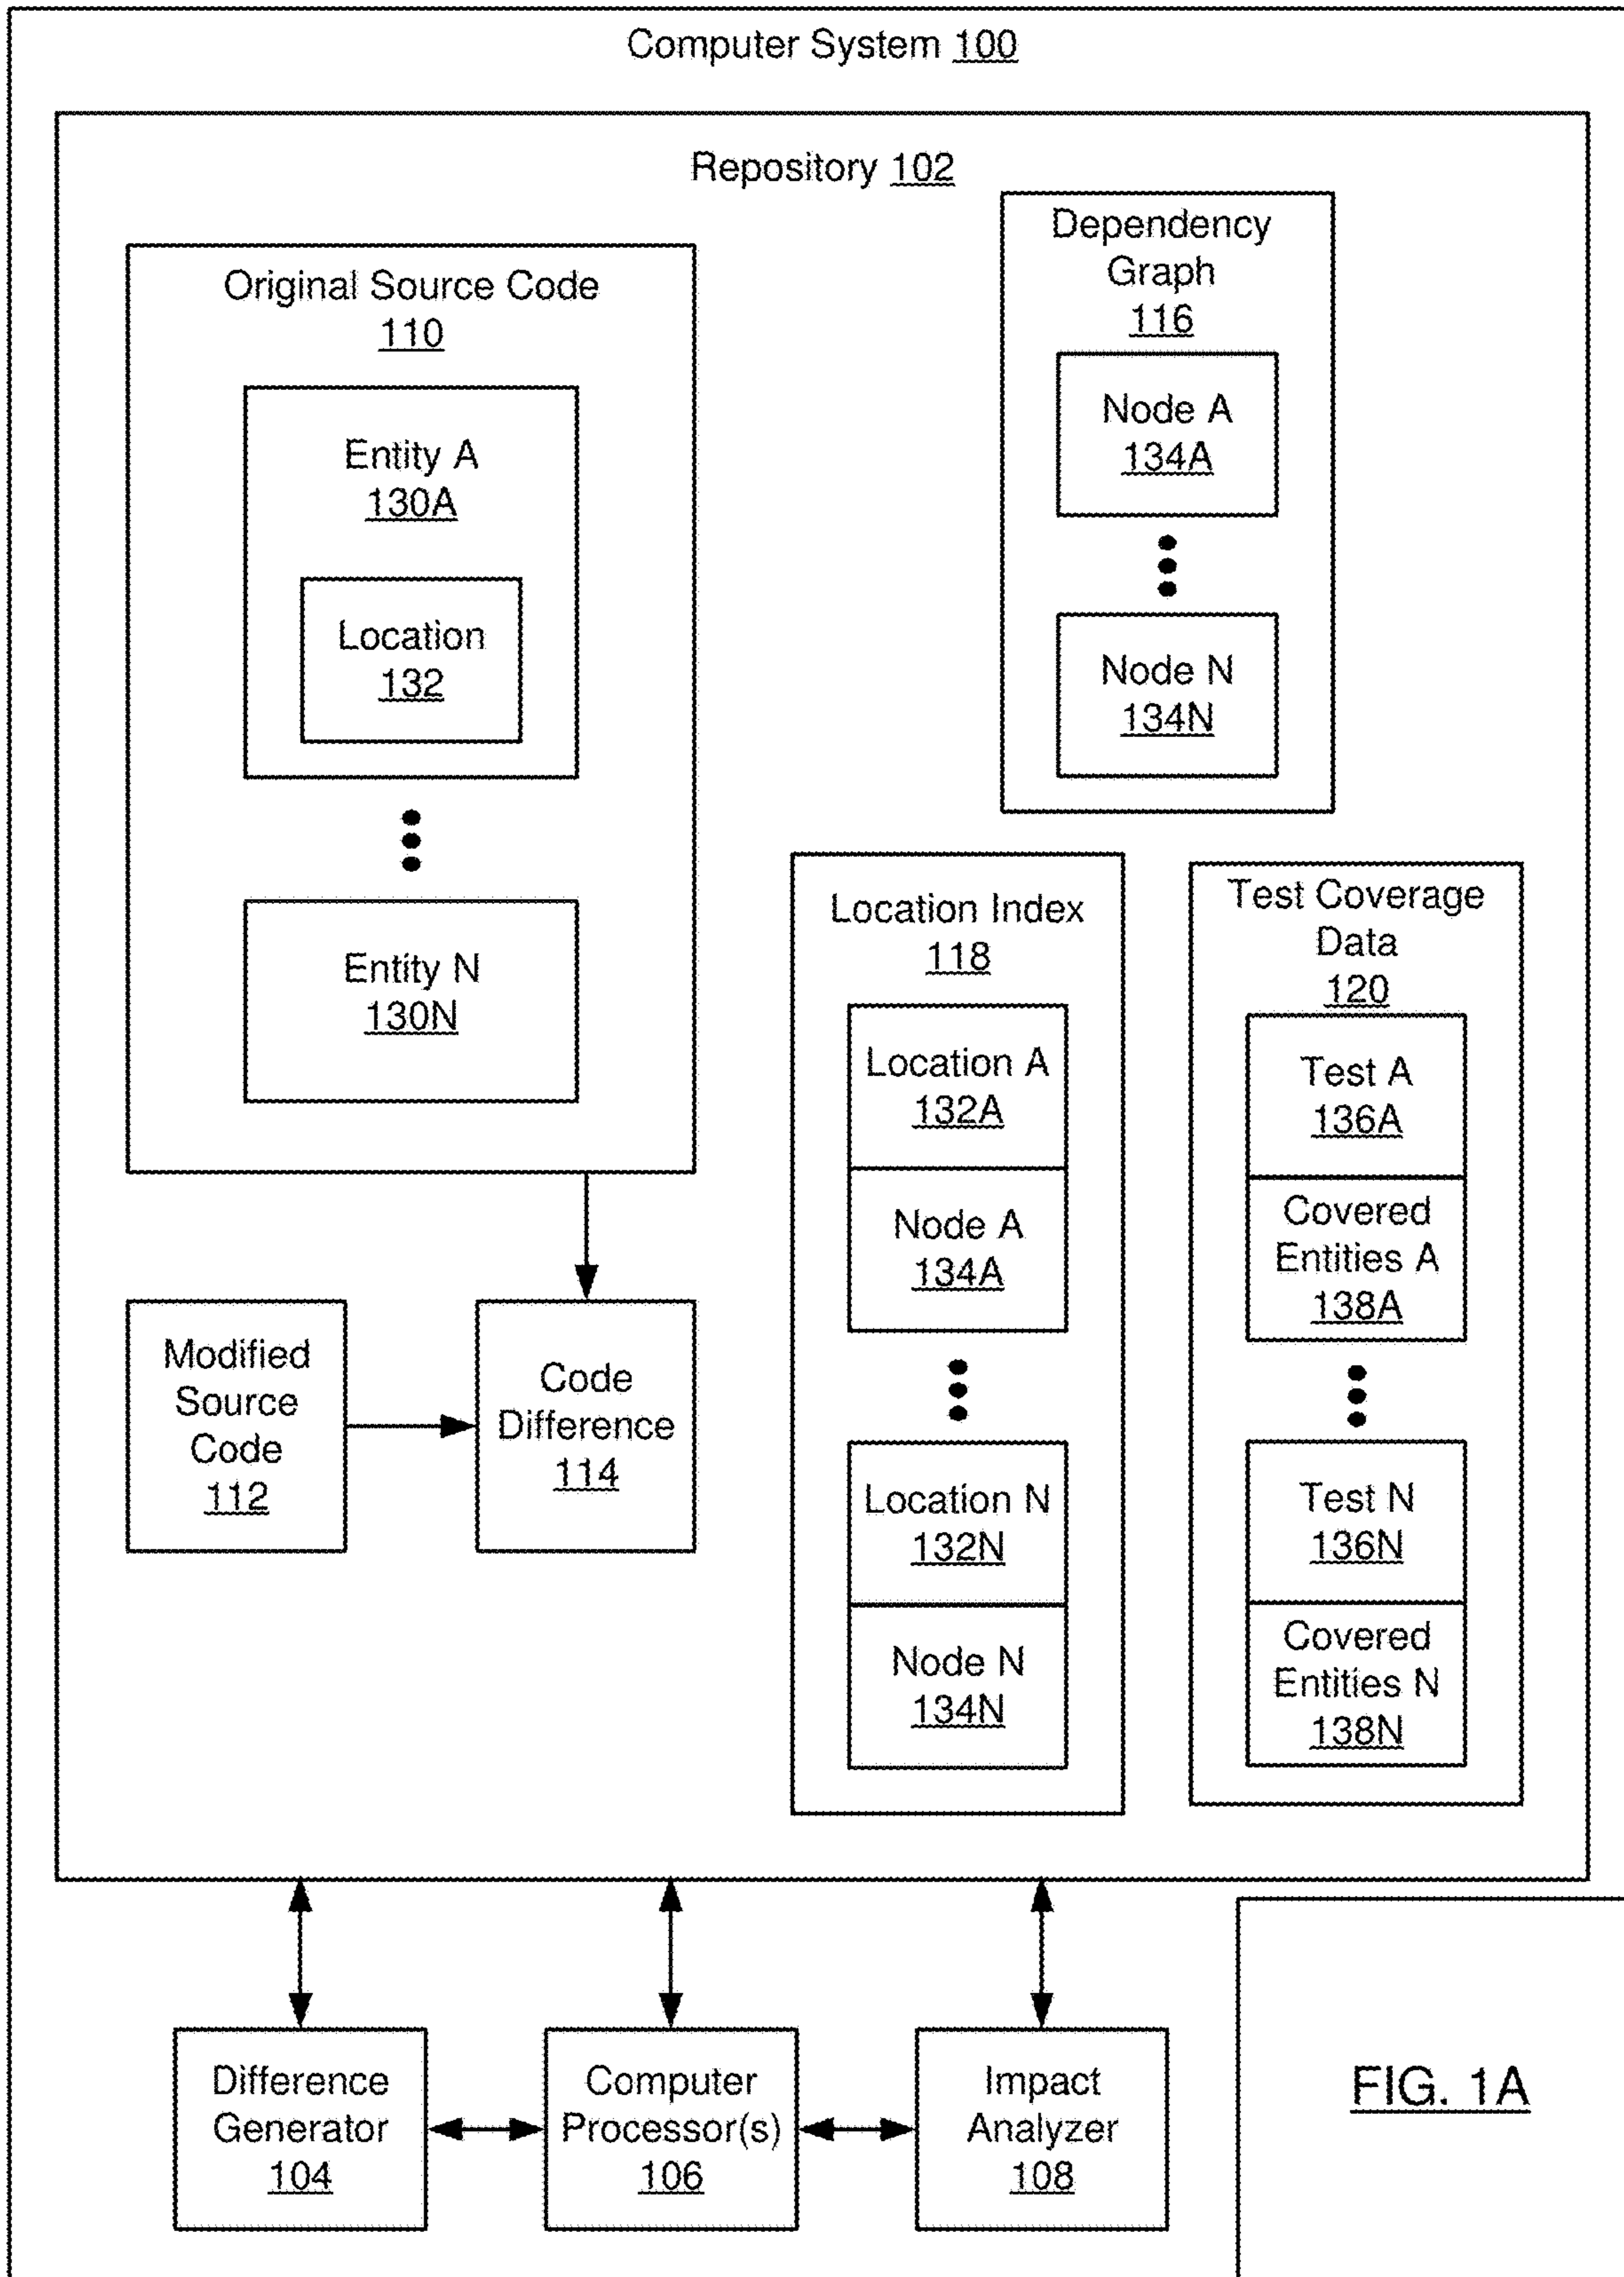 Computer System 100
Repository 102
Original Source Code
110
Entity A
130A
Location
132
Entity N
130N
Modified
Source
Code
112
Code
Difference
114
Dependency
Graph
116
Node A
134A
Node N
134N
Location Index
118
Location A
132A
Node A
134A
Location N
132N
Node N
134N
Test Coverage
Data
120
Test A
136A
Covered
Entities A
138A
Test N
136N
Covered
Entities N
138N
Difference
Generator
104
Computer
Processor(s)
106
Impact
Analyzer
108
FIG. 1A